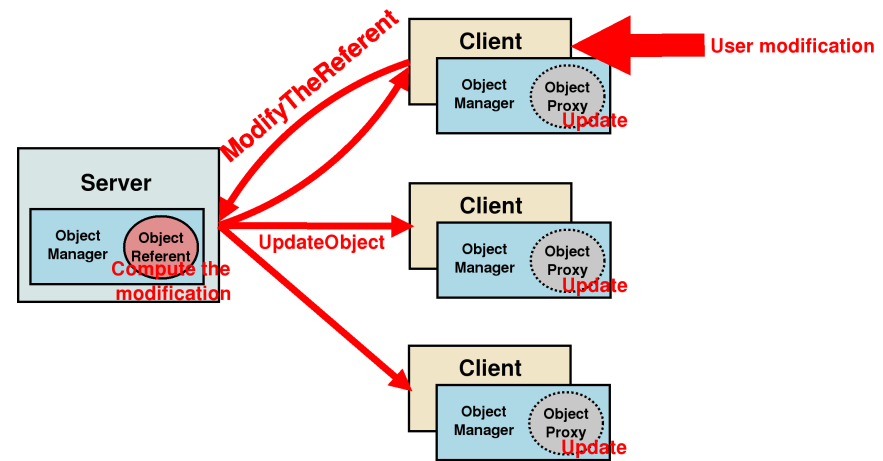 Client
User modification
Object
Manager
Object
Proxy
Update
ModifyTheReferent
Server
Object
Manager
Object
Referent
Compute the
modification
UpdateObject
Client
Object
Manager
Object
Proxy
Update
Client
Object
Manager
Object
Proxy
Update